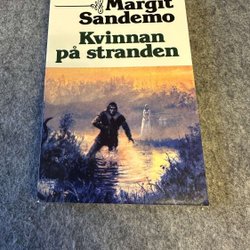 Margit
Sandemo
Kvinnan
på stranden